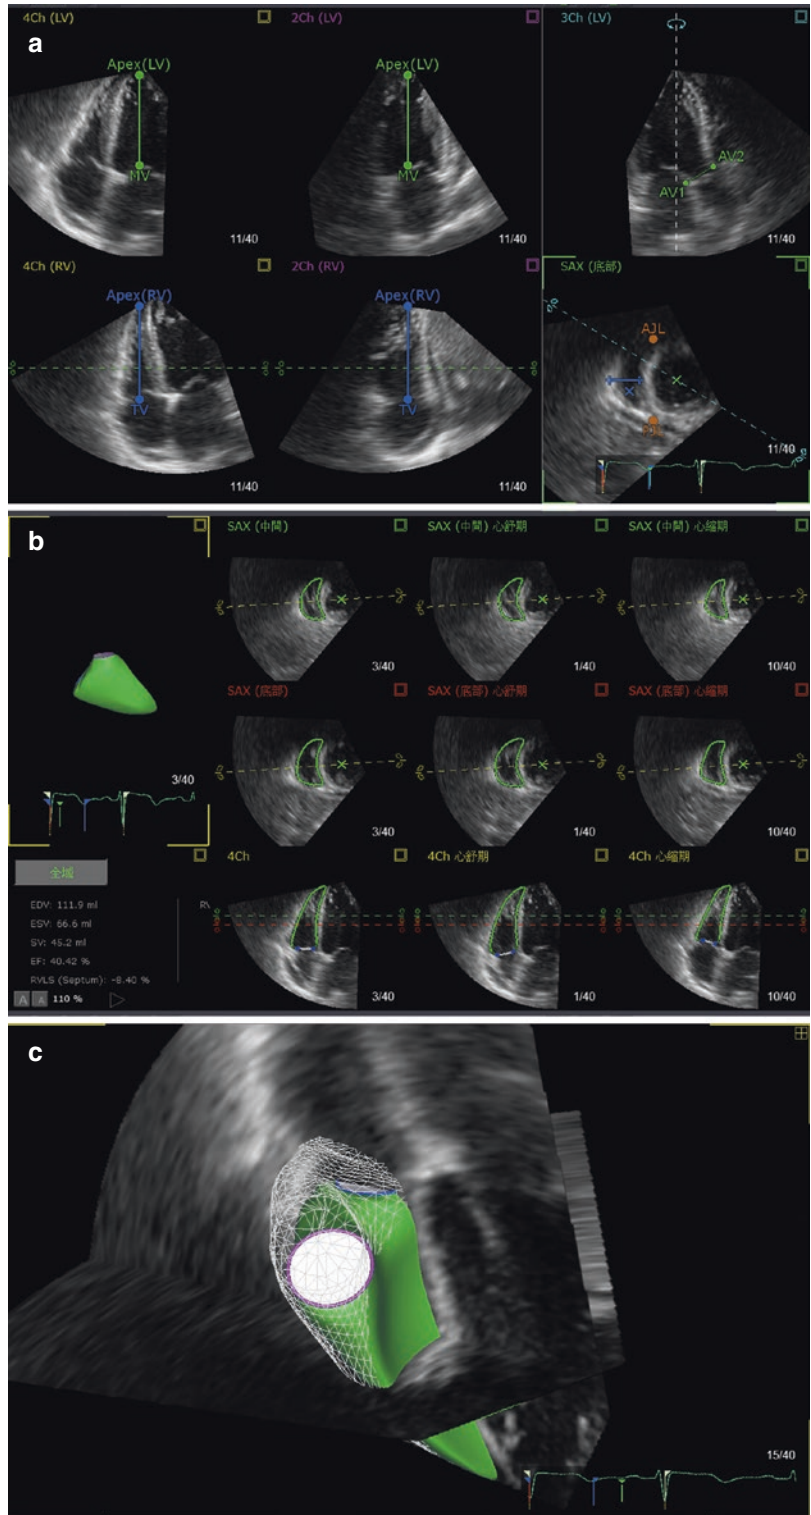 a
4Ch (LV)
2Ch (LV)
3Ch (LV)
Apex(LV)
Apex(LV)
MV
MV
AV2
AV1
11/40
11/40
11/40
4Ch (RV)
2Ch (RV)
SAX (底部)
Apex(RV)
Apex(RV)
AJL
TV
TV
PJL
11/40
11/40
11/40
b
SAX (中間)
SAX (中間) 心舒期
SAX (中間) 心縮期
3/40
1/40
10/40
SAX (底部)
SAX (底部) 心舒期
SAX (底部) 心縮期
3/40
3/40
1/40
10/40
4Ch
4Ch 心舒期
4Ch 心縮期
全域
EDV: 111.9 ml
ESV: 66.6 ml
SV: 45.2 ml
EF: 40.42 %
RVLS (Septum): -8.40 %
A A 110 %
3/40
1/40
10/40
c
15/40